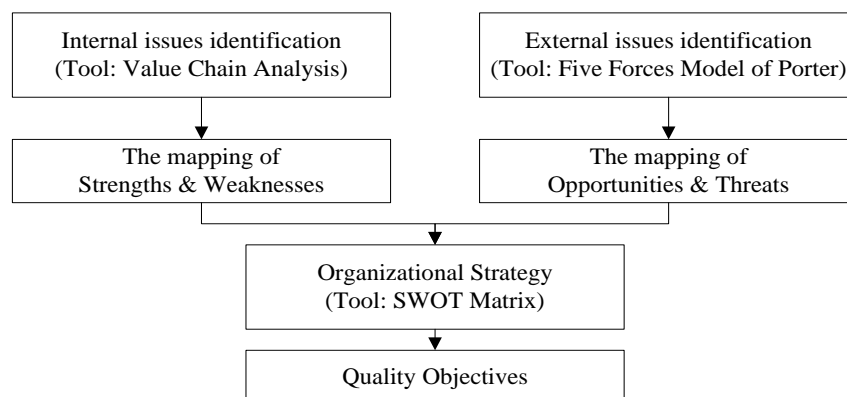 Internal issues identification
(Tool: Value Chain Analysis)
External issues identification
(Tool: Five Forces Model of Porter)
The mapping of
Strengths & Weaknesses
The mapping of
Opportunities & Threats
Organizational Strategy
(Tool: SWOT Matrix)
Quality Objectives